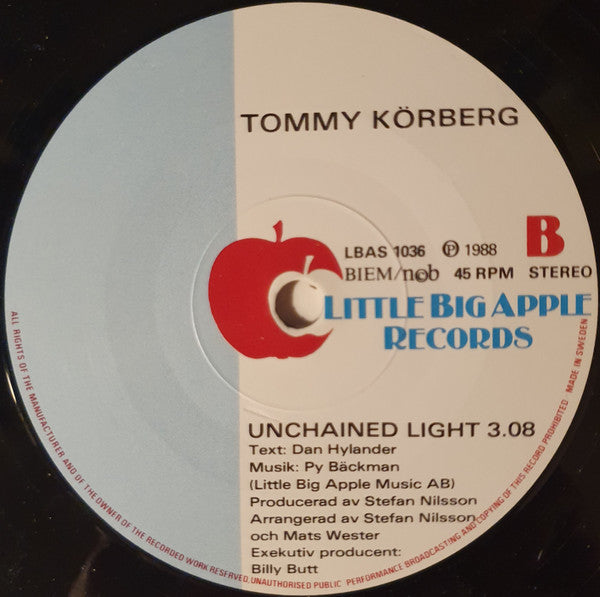 TOMMY KÖRBERG
LBAS 1036 Ⓟ 1988
B
BIEM/n©b 45 RPM STEREO
LITTLE BIG APPLE
RECORDS
UNCHAINED LIGHT 3.08
Text: Dan Hylander
Musik: Py Bäckman
(Little Big Apple Music AB)
Producerad av Stefan Nilsson
Arrangerad av Stefan Nilsson
och Mats Wester
Exekutiv producent:
Billy Butt
ALL RIGHTS OF THE MANUFACTURER AND OF THE OWNER OF THE RECORDED WORK RESERVED. UNAUTHORISED PUBLIC PERFORMANCE BROADCASTING AND COPYING OF THIS RECORD PROHIBITED MADE IN SWEDEN